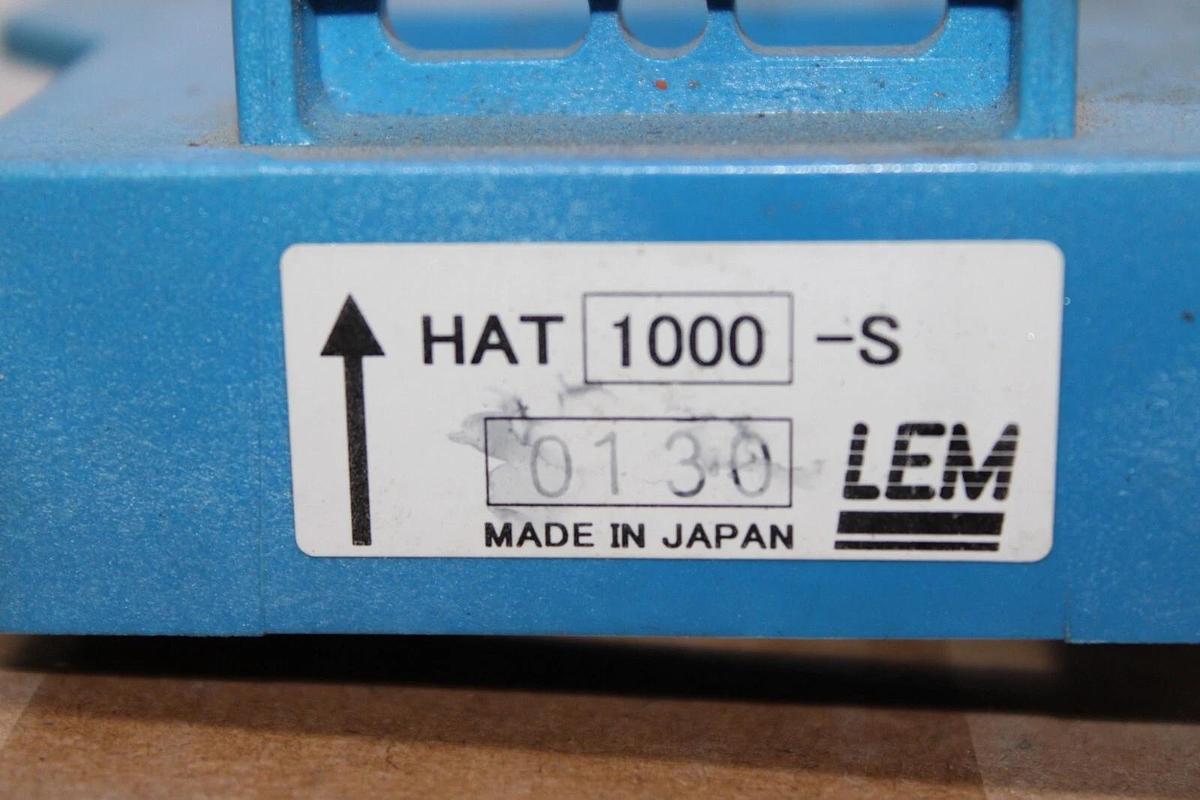 HAT 1000 -S
0130
LEM
MADE IN JAPAN